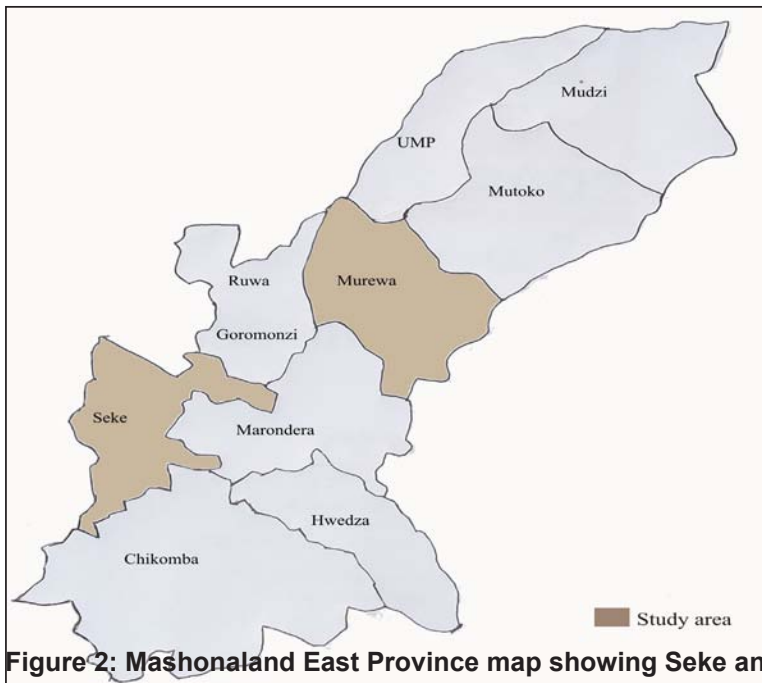 Mudzi
UMP
Mutoko
Ruwa
Murewa
Goromonzi
Seke
Marondera
Hwedza
Chikomba
Study area
Figure 2: Mashonaland East Province map showing Seke an